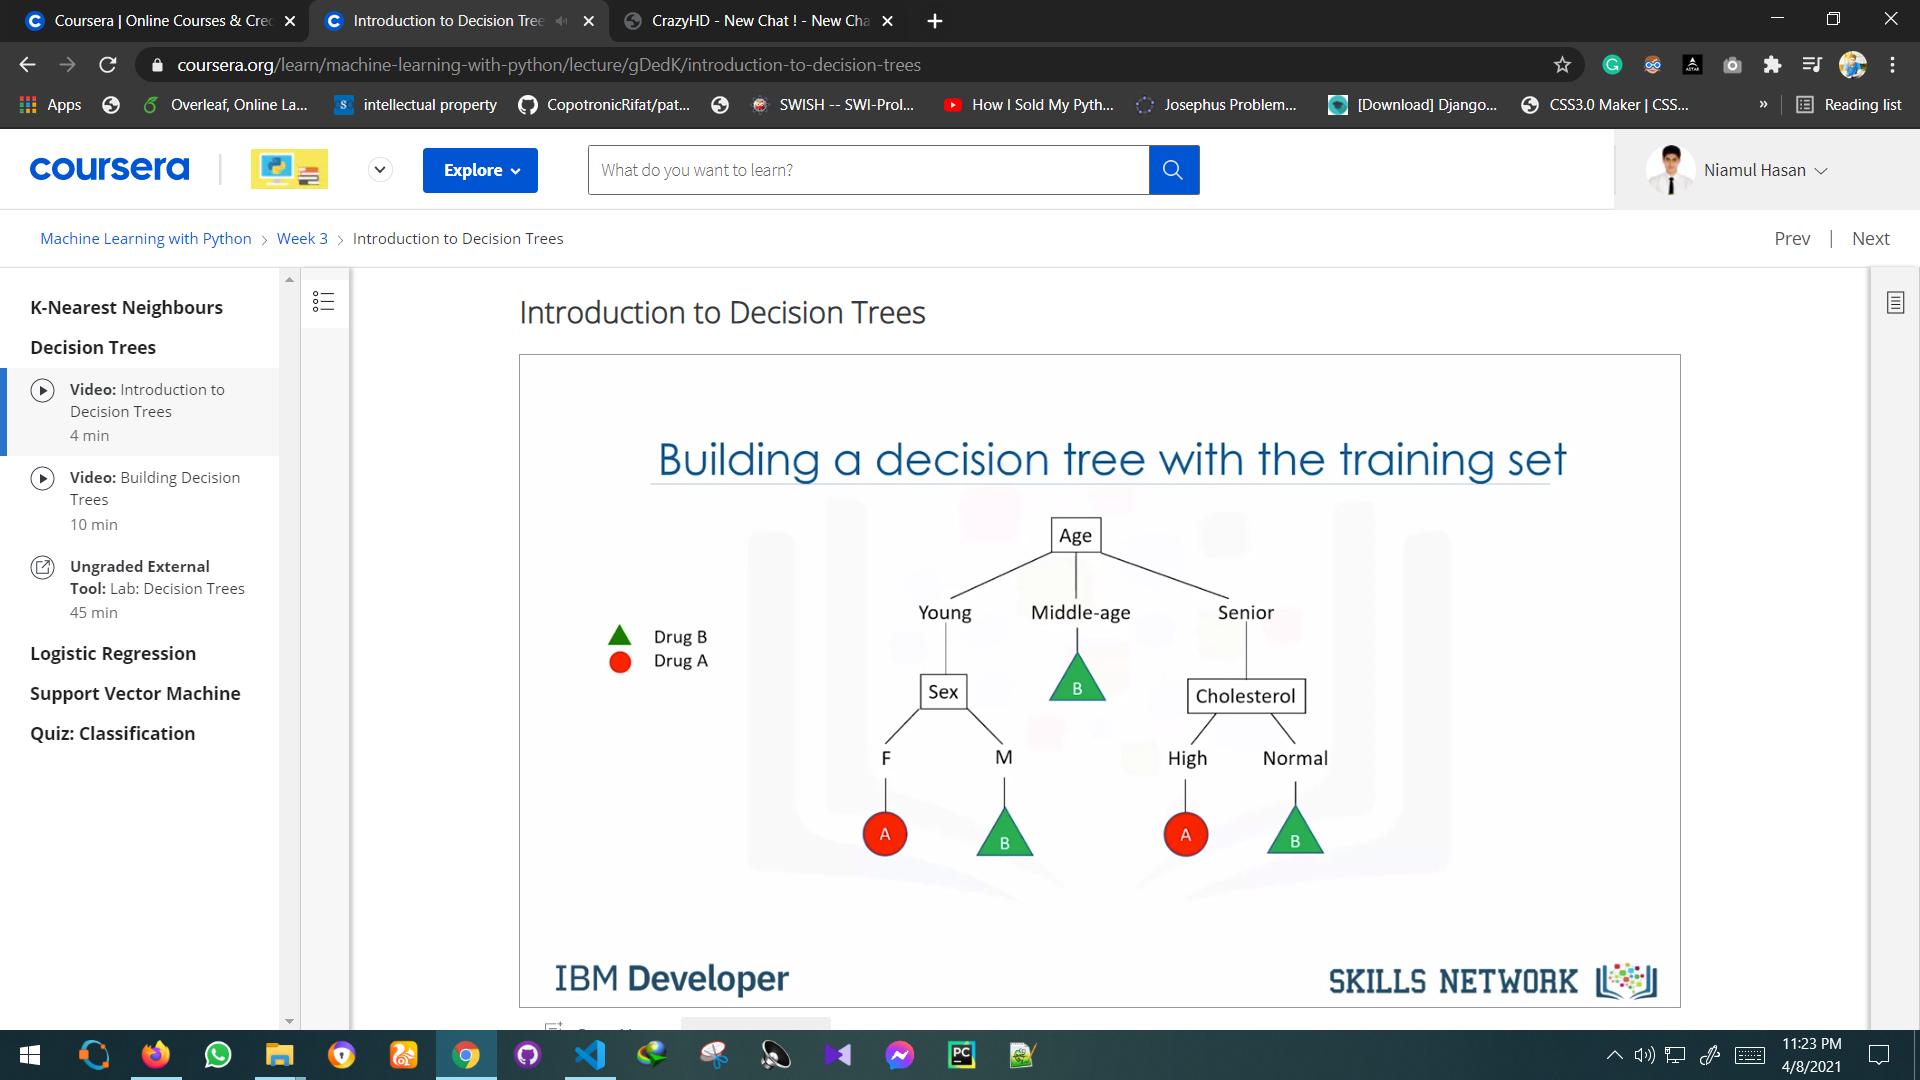 Coursera | Online Courses & Cre
Introduction to Decision Tree
CrazyHD - New Chat ! - New Cha
coursera.org/learn/machine-learning-with-python/lecture/gDedK/introduction-to-decision-trees
Apps
Overleaf, Online La...
intellectual property
CopotronicRifat/pat...
SWISH -- SWI-Prol...
How I Sold My Pyth...
Josephus Problem...
[Download] Django...
CSS3.0 Maker | CSS...
»
Reading list
coursera
Explore
What do you want to learn?
Niamul Hasan
Machine Learning with Python > Week 3 > Introduction to Decision Trees
Prev | Next
K-Nearest Neighbours
Decision Trees
Video: Introduction to
Decision Trees
4 min
Video: Building Decision
Trees
10 min
Ungraded External
Tool: Lab: Decision Trees
45 min
Logistic Regression
Support Vector Machine
Quiz: Classification
Introduction to Decision Trees
Building a decision tree with the training set
Age
Young Middle-age Senior
Drug B
Drug A
Sex
B
Cholesterol
F M High Normal
A B A B
IBM Developer
SKILLS NETWORK
PC
11:23 PM
4/8/2021